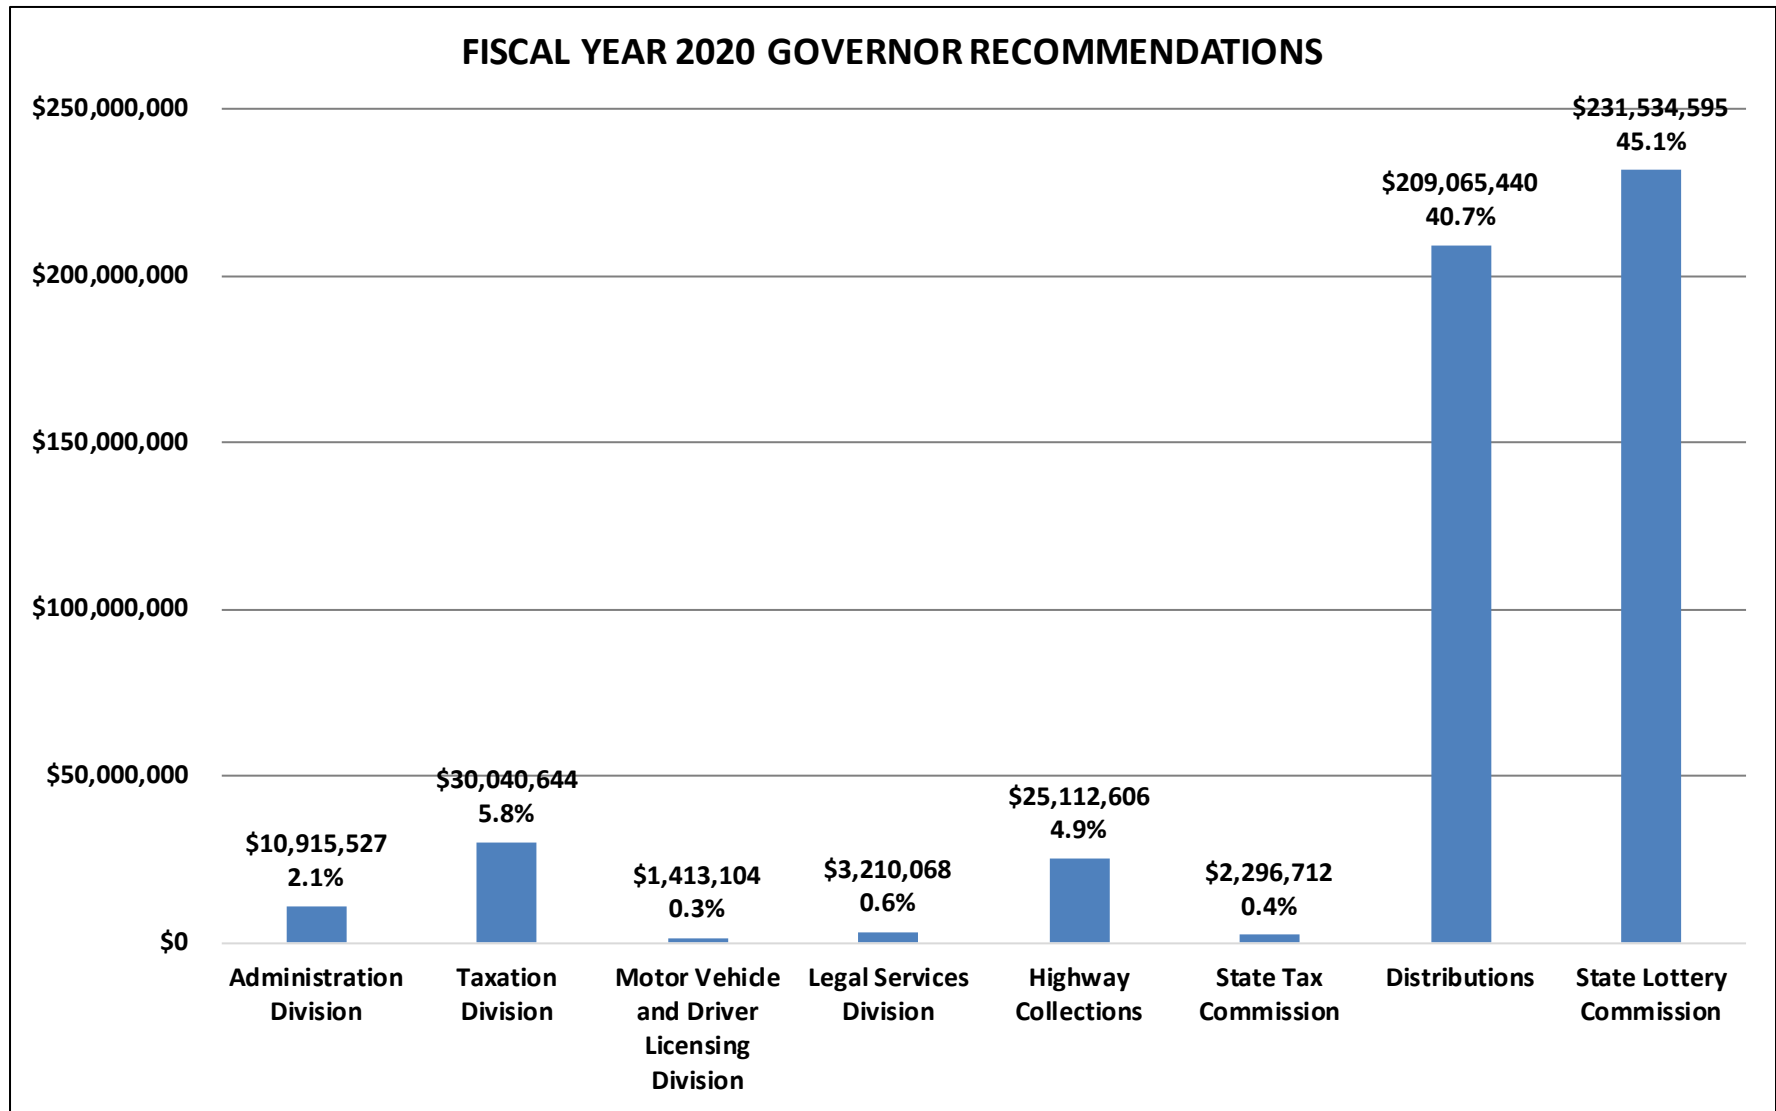 FISCAL YEAR 2020 GOVERNOR RECOMMENDATIONS
$250,000,000
$200,000,000
$150,000,000
$100,000,000
$50,000,000
$0
$10,915,527
2.1%
$30,040,644
5.8%
$1,413,104
0.3%
$3,210,068
0.6%
$25,112,606
4.9%
$2,296,712
0.4%
$209,065,440
40.7%
$231,534,595
45.1%
Administration
Division
Taxation
Division
Motor Vehicle
and Driver
Licensing
Division
Legal Services
Division
Highway
Collections
State Tax
Commission
Distributions
State Lottery
Commission